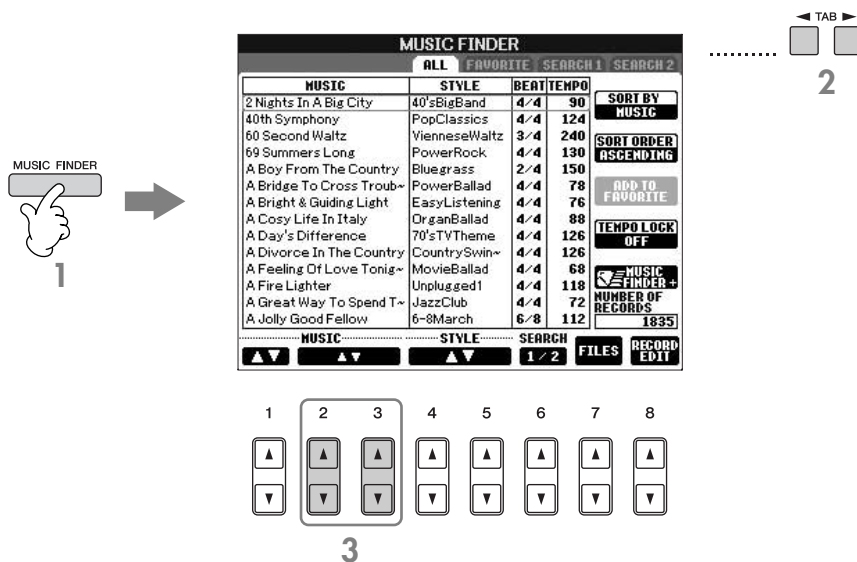 ◄ TAB ►
2
MUSIC FINDER
1
MUSIC FINDER
ALL FAVORITE SEARCH 1 SEARCH 2
MUSIC STYLE BEAT TEMPO
2 Nights In A Big City 40'sBigBand 4/4 90
40th Symphony PopClassics 4/4 124
60 Second Waltz VienneseWaltz 3/4 240
69 Summers Long PowerRock 4/4 130
A Boy From The Country Bluegrass 2/4 150
A Bridge To Cross Troub~ PowerBallad 4/4 78
A Bright & Guiding Light EasyListening 4/4 76
A Cosy Life In Italy OrganBallad 4/4 88
A Day's Difference 70'sTVTheme 4/4 126
A Divorce In The Country CountrySwin~ 4/4 126
A Feeling Of Love Tonig~ MovieBallad 4/4 68
A Fire Lighter Unplugged1 4/4 118
A Great Way To Spend T~ JazzClub 4/4 72
A Jolly Good Fellow 6-8March 6/8 112
SORT BY
MUSIC
SORT ORDER
ASCENDING
ADD TO
FAVORITE
TEMPO LOCK
OFF
MUSIC
FINDER +
NUMBER OF
RECORDS
1835
MUSIC STYLE SEARCH
▲▼ ▲▼ ▲▼ 1/2 FILES RECORD EDIT
1 2 3 4 5 6 7 8
3